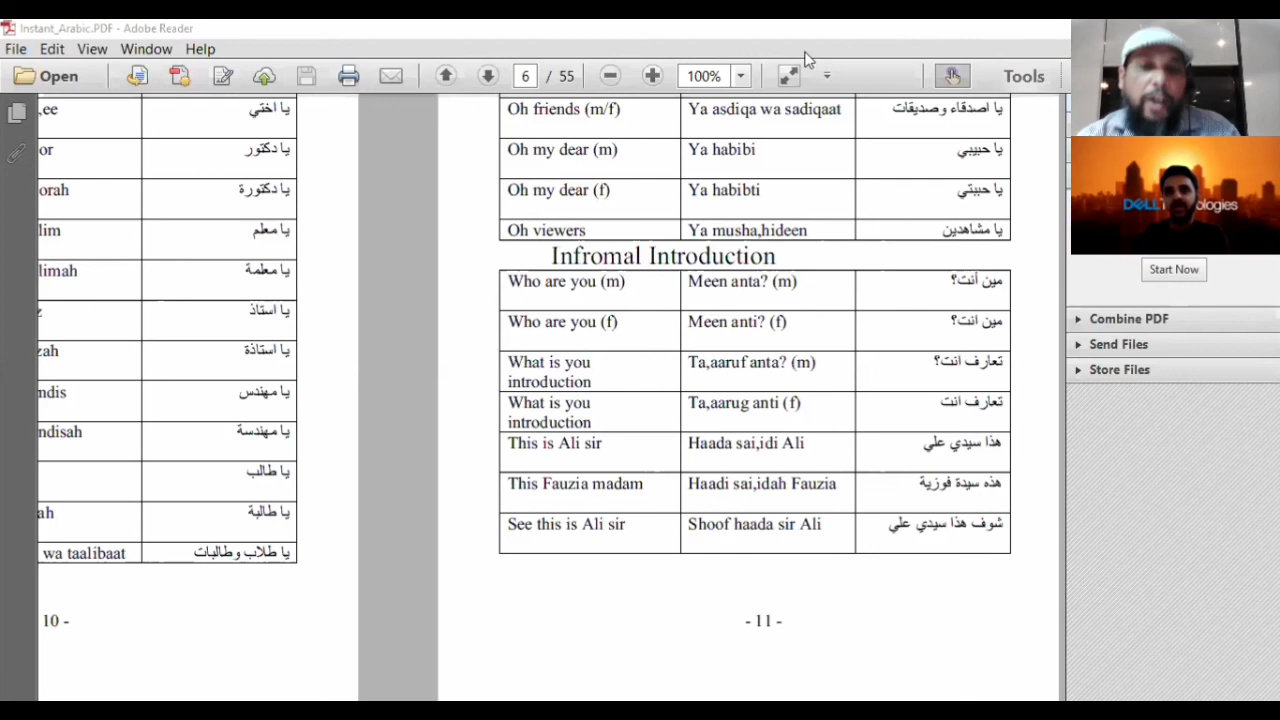 Instant_Arabic.PDF - Adobe Reader
File Edit View Window Help
Open 6 / 55 100% Tools
,ee يا اختي
or يا دكتور
orah يا دكتورة
lim يا معلم
limah يا معلمة
z يا استاذ
zah يا استاذة
ndis يا مهندس
ndisah يا مهندسة
يا طالب
ah يا طالبة
wa taalibaat يا طلاب وطالبات
10 -
Oh friends (m/f) Ya asdiqa wa sadiqaat يا اصدقاء وصديقات
Oh my dear (m) Ya habibi يا حبيبي
Oh my dear (f) Ya habibti يا حبيبتي
Oh viewers Ya musha,hideen يا مشاهدين
Infromal Introduction
Who are you (m) Meen anta? (m) مين أنت؟
Who are you (f) Meen anti? (f) مين انت؟
What is you Ta,aaruf anta? (m) تعارف انت؟
introduction
What is you Ta,aarug anti (f) تعارف انت
introduction
This is Ali sir Haada sai,idi Ali هذا سيدي علي
This Fauzia madam Haadi sai,idah Fauzia هذه سيدة فوزية
See this is Ali sir Shoof haada sir Ali شوف هذا سيدي علي
- 11 -
Start Now
Combine PDF
Send Files
Store Files